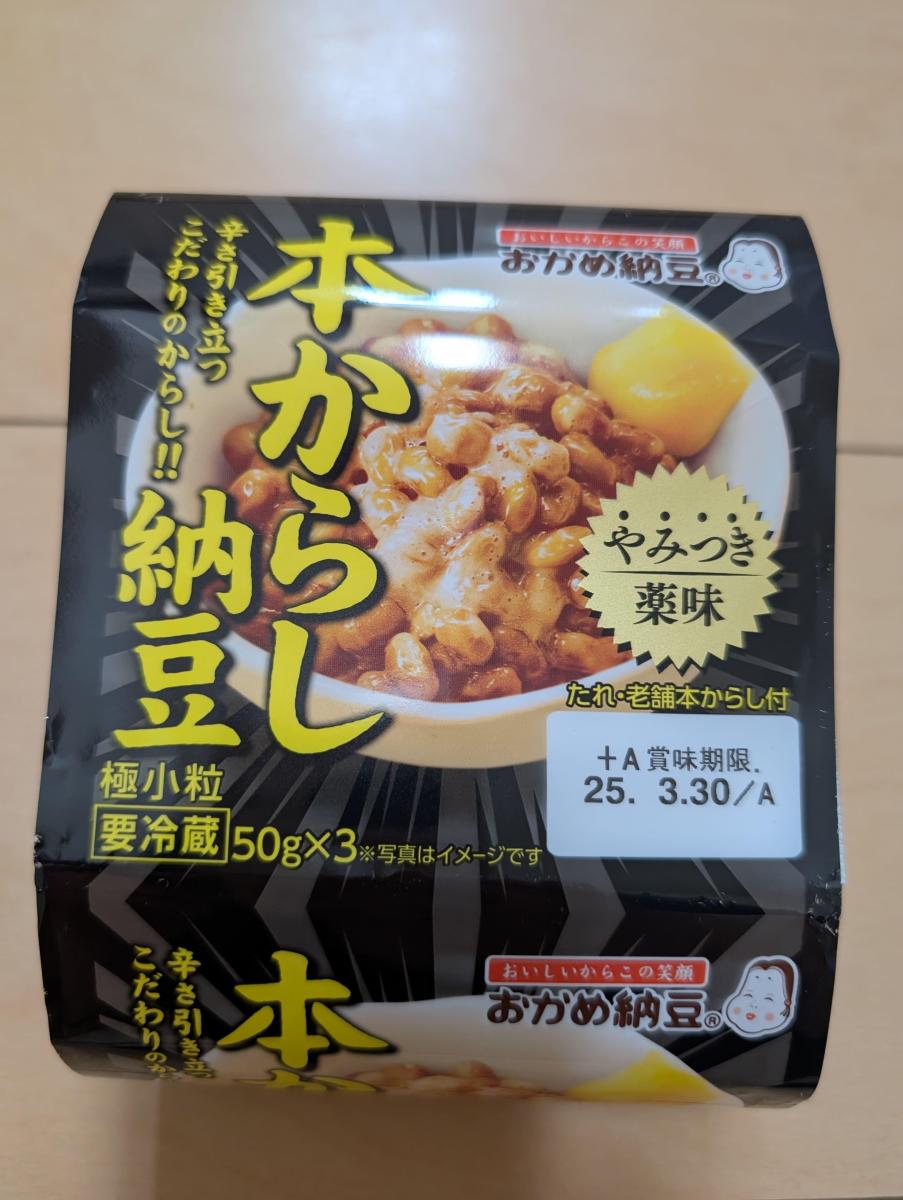 おいしいからこの笑顔
おかめ納豆®
本からし
納豆
辛さ引き立つ
こだわりのからし!!
やみつき
薬味
たれ・老舗本からし付
+A賞味期限.
25. 3.30/A
極小粒
要冷蔵 50g×3 ※写真はイメージです
おいしいからこの笑顔
おかめ納豆®
本か
辛さ引き立つ
こだわりのか